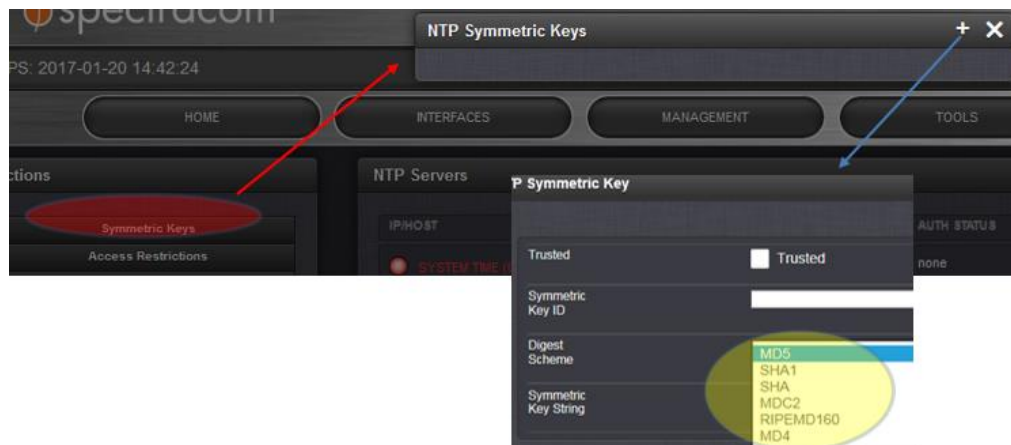 spectracom
NTP Symmetric Keys
PS: 2017-01-20 14:42:24
HOME
INTERFACES
MANAGEMENT
TOOLS
ctions
NTP Servers
P Symmetric Key
Symmetric Keys
IP/HOST
AUTH STATUS
Access Restrictions
SYSTEM TIME (
none
Trusted
Trusted
Symmetric
Key ID
Digest
Scheme
MD5
SHA1
SHA
MDC2
RIPEMD160
MD4
Symmetric
Key String